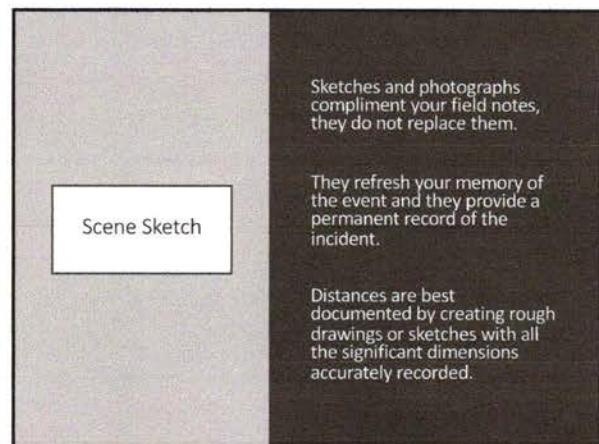 Scene Sketch
Sketches and photographs
compliment your field notes,
they do not replace them.
They refresh your memory of
the event and they provide a
permanent record of the
incident.
Distances are best
documented by creating rough
drawings or sketches with all
the significant dimensions
accurately recorded.